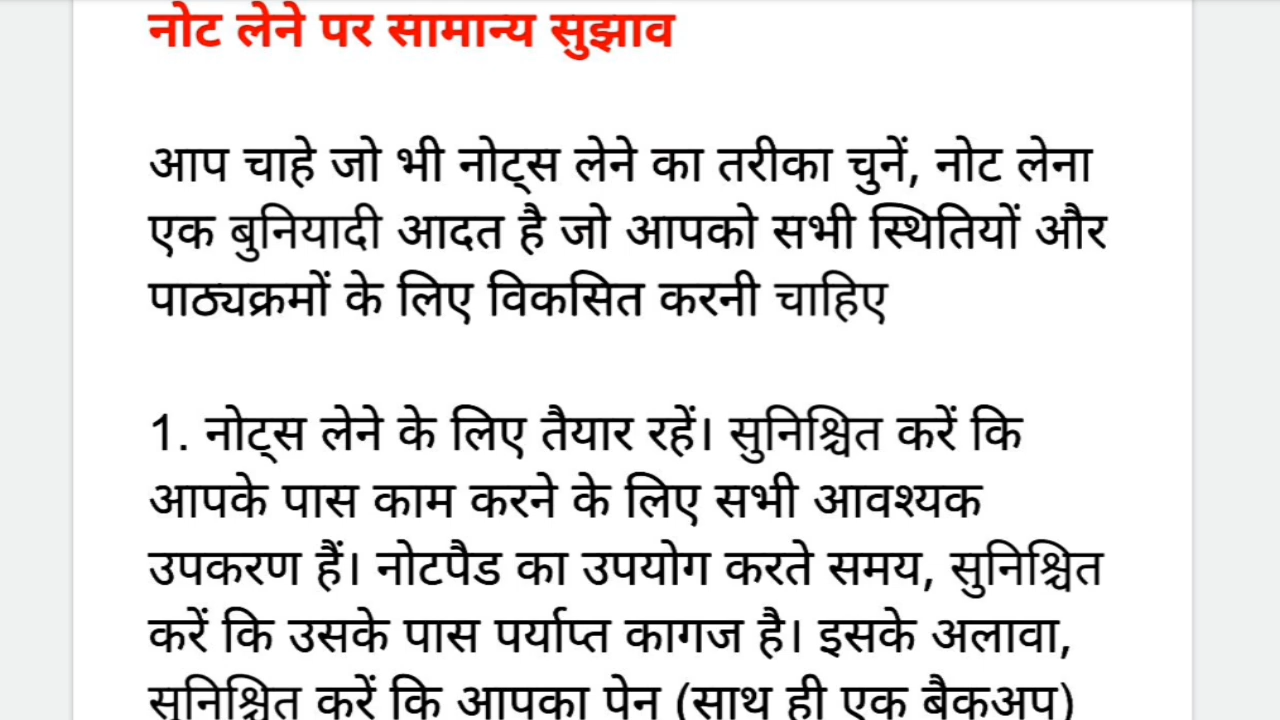 नोट लेने पर सामान्य सुझाव
आप चाहे जो भी नोट्स लेने का तरीका चुनें, नोट लेना
एक बुनियादी आदत है जो आपको सभी स्थितियों और
पाठ्यक्रमों के लिए विकसित करनी चाहिए
1. नोट्स लेने के लिए तैयार रहें। सुनिश्चित करें कि
आपके पास काम करने के लिए सभी आवश्यक
उपकरण हैं। नोटपैड का उपयोग करते समय, सुनिश्चित
करें कि उसके पास पर्याप्त कागज है। इसके अलावा,
सुनिश्चित करें कि आपका पेन (साथ ही एक बैकअप)